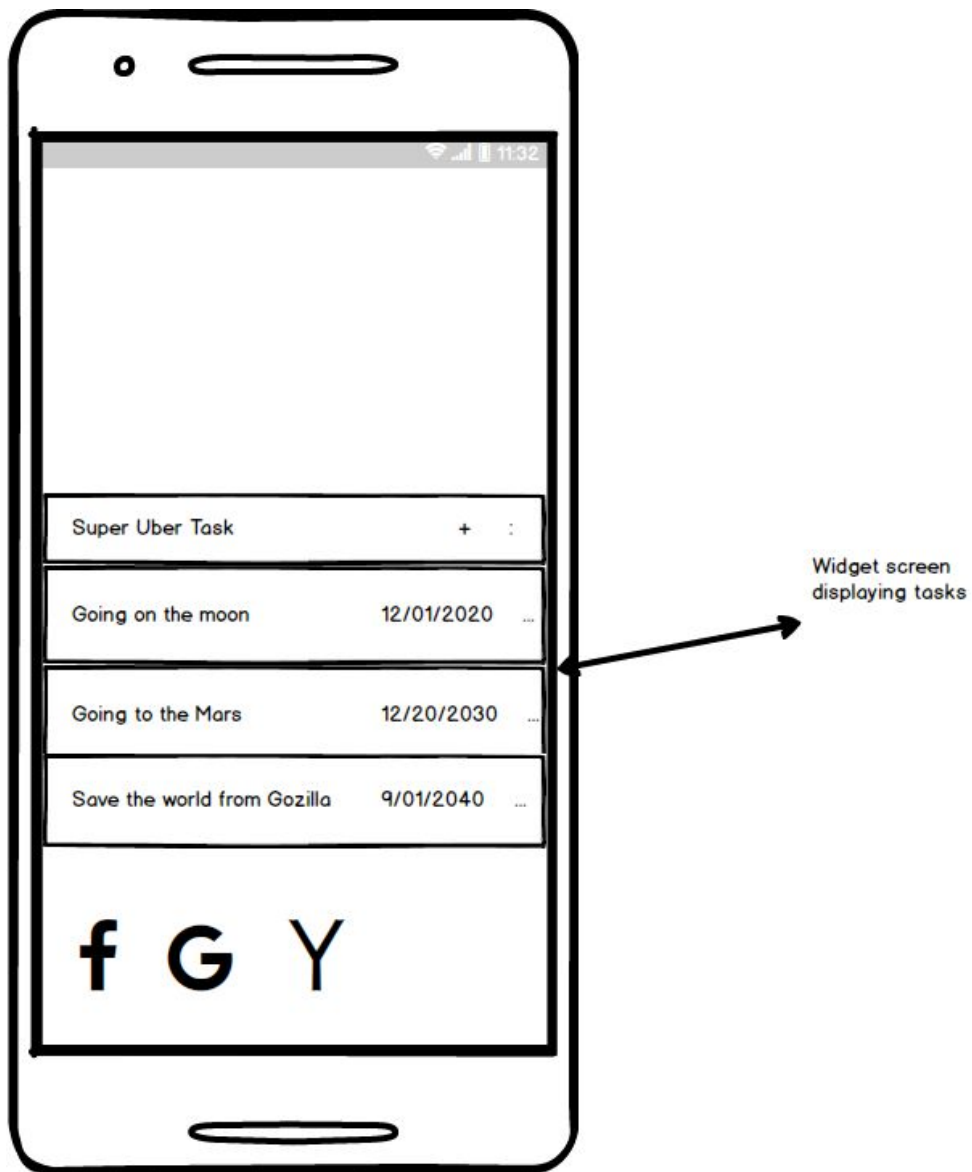 11:32
Super Uber Task + :
Going on the moon 12/01/2020 ...
Going to the Mars 12/20/2030 ...
Save the world from Gozilla 9/01/2040 ...
f G Y
Widget screen
displaying tasks